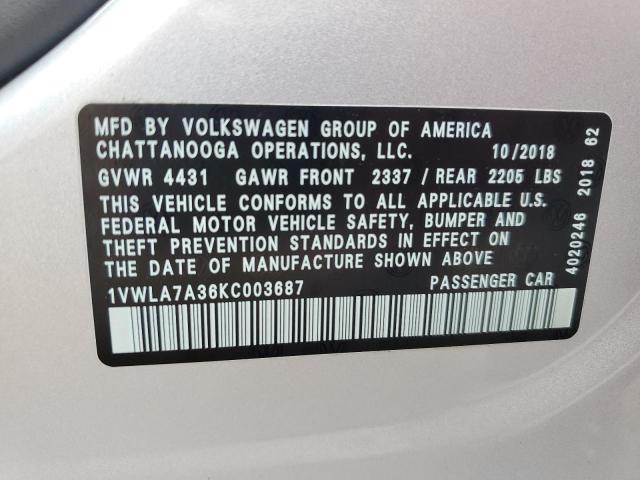 MFD BY VOLKSWAGEN GROUP OF AMERICA
CHATTANOOGA OPERATIONS, LLC. 10/2018
GVWR 4431 GAWR FRONT 2337 / REAR 2205 LBS
THIS VEHICLE CONFORMS TO ALL APPLICABLE U.S.
FEDERAL MOTOR VEHICLE SAFETY, BUMPER AND
THEFT PREVENTION STANDARDS IN EFFECT ON
THE DATE OF MANUFACTURE SHOWN ABOVE
1VWLA7A36KC003687 PASSENGER CAR
4020246 2018 62